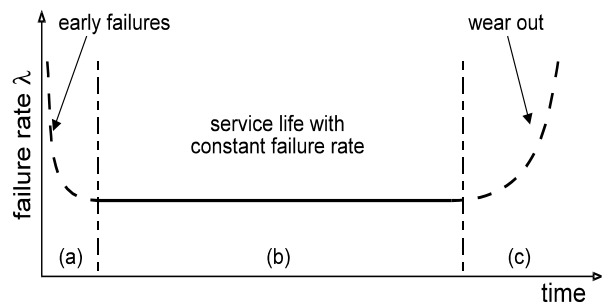 early failures
wear out
failure rate λ
service life with
constant failure rate
(a)
(b)
(c)
time